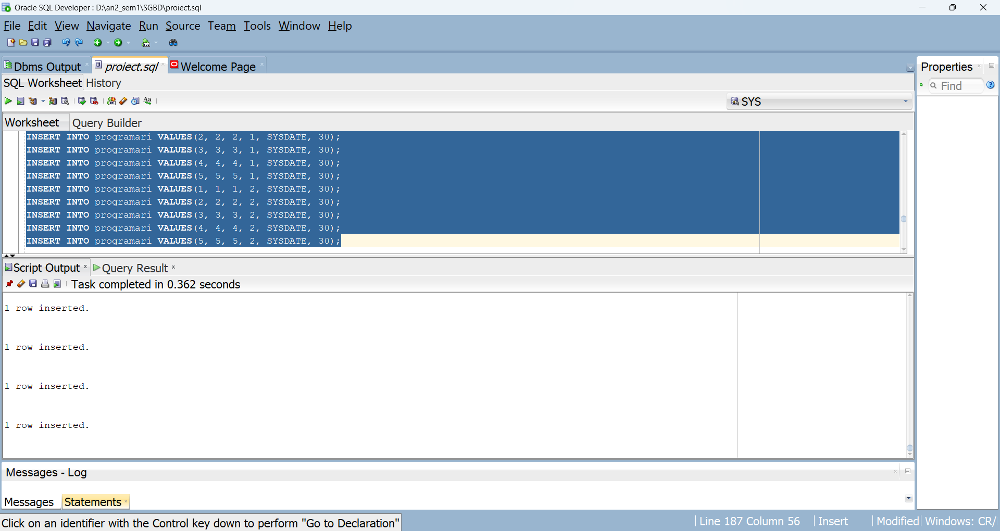 Oracle SQL Developer : D:\an2_sem1\SGBD\proiect.sql
File Edit View Navigate Run Source Team Tools Window Help
Dbms Output proiect.sql Welcome Page
Properties
SQL Worksheet History
Find
SYS
Worksheet Query Builder
INSERT INTO programari VALUES(2, 2, 2, 1, SYSDATE, 30);
INSERT INTO programari VALUES(3, 3, 3, 1, SYSDATE, 30);
INSERT INTO programari VALUES(4, 4, 4, 1, SYSDATE, 30);
INSERT INTO programari VALUES(5, 5, 5, 1, SYSDATE, 30);
INSERT INTO programari VALUES(1, 1, 1, 2, SYSDATE, 30);
INSERT INTO programari VALUES(2, 2, 2, 2, SYSDATE, 30);
INSERT INTO programari VALUES(3, 3, 3, 2, SYSDATE, 30);
INSERT INTO programari VALUES(4, 4, 4, 2, SYSDATE, 30);
INSERT INTO programari VALUES(5, 5, 5, 2, SYSDATE, 30);
Script Output Query Result
Task completed in 0.362 seconds
1 row inserted.
1 row inserted.
1 row inserted.
1 row inserted.
Messages - Log
Messages Statements
Click on an identifier with the Control key down to perform "Go to Declaration"
Line 187 Column 56 Insert Modified Windows: CR/